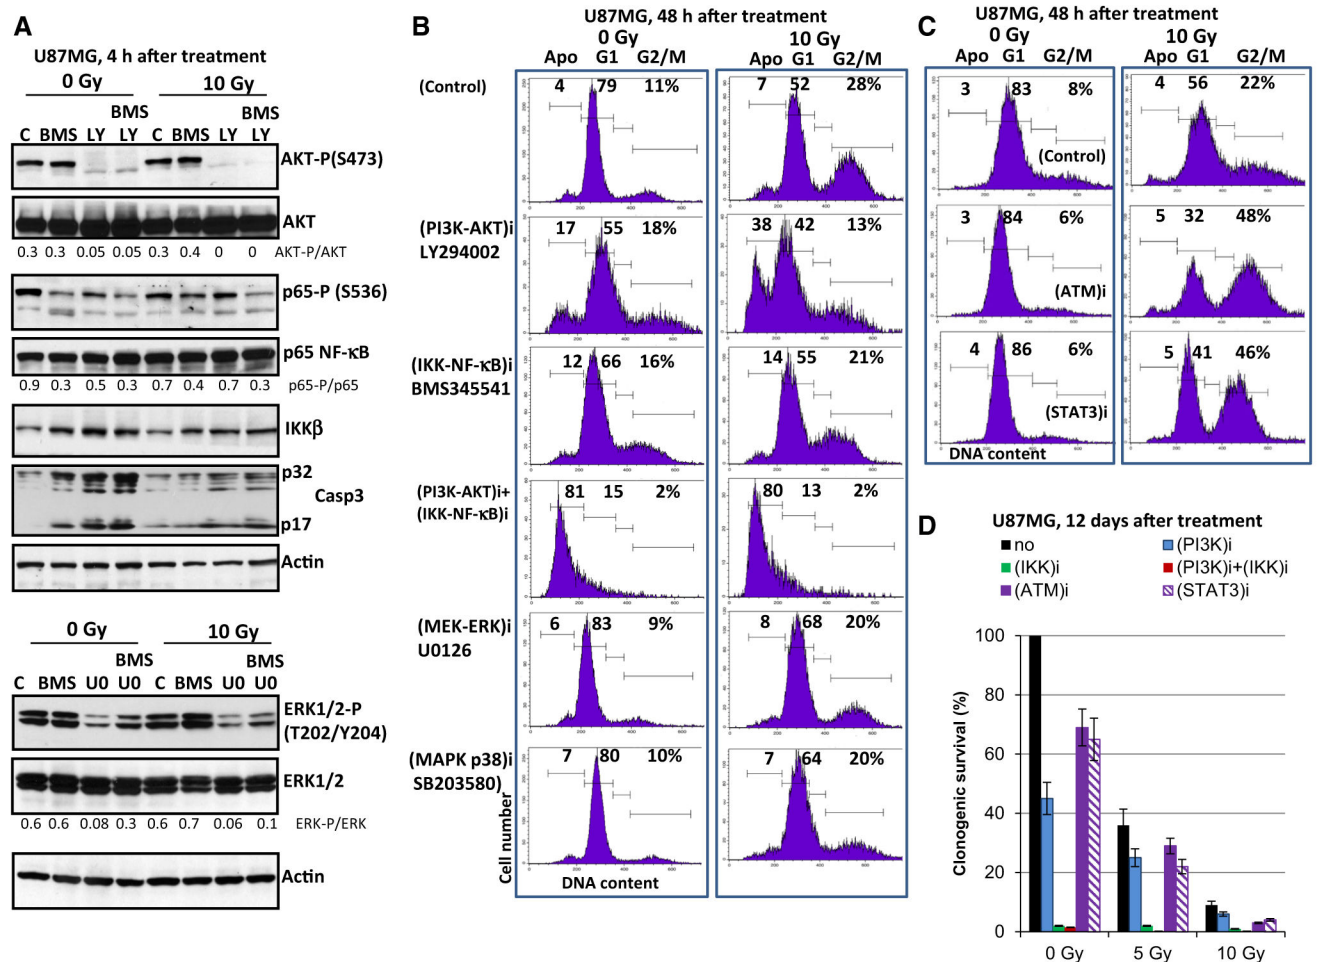 A
U87MG, 4 h after treatment
0 Gy 10 Gy
BMS BMS
C BMS LY LY C BMS LY LY
AKT-P(S473)
AKT
0.3 0.3 0.05 0.05 0.3 0.4 0 0 AKT-P/AKT
p65-P (S536)
p65 NF-κB
0.9 0.3 0.5 0.3 0.7 0.4 0.7 0.3 p65-P/p65
IKKβ
p32
Casp3
p17
Actin
0 Gy 10 Gy
BMS BMS
C BMS U0 U0 C BMS U0 U0
ERK1/2-P
(T202/Y204)
ERK1/2
0.6 0.6 0.08 0.3 0.6 0.7 0.06 0.1 ERK-P/ERK
Actin
B
U87MG, 48 h after treatment
0 Gy 10 Gy
Apo G1 G2/M Apo G1 G2/M
(Control)
4 79 11% 7 52 28%
(PI3K-AKT)i
LY294002
17 55 18% 38 42 13%
(IKK-NF-κB)i
BMS345541
12 66 16% 14 55 21%
(PI3K-AKT)i+
(IKK-NF-κB)i
81 15 2% 80 13 2%
(MEK-ERK)i
U0126
6 83 9% 8 68 20%
(MAPK p38)i
SB203580)
7 80 10% 7 64 20%
Cell number
DNA content
C
U87MG, 48 h after treatment
0 Gy 10 Gy
Apo G1 G2/M Apo G1 G2/M
3 83 8% 4 56 22%
(Control)
3 84 6% 5 32 48%
(ATM)i
4 86 6% 5 41 46%
(STAT3)i
DNA content
D
U87MG, 12 days after treatment
no (PI3K)i
(IKK)i (PI3K)i+(IKK)i
(ATM)i (STAT3)i
Clonogenic survival (%)
100
80
60
40
20
0
0 Gy 5 Gy 10 Gy